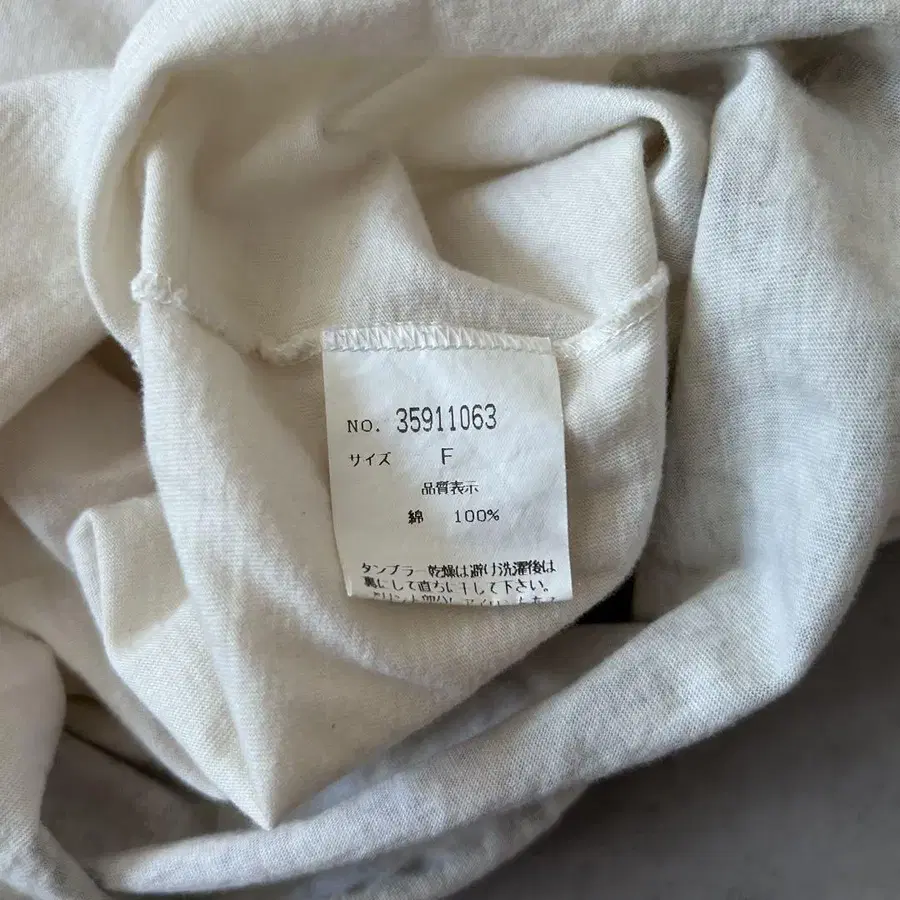 NO. 35911063
サイズ F
品質表示
綿 100%
タンブラー乾燥は避け洗濯後は
裏にして直ちに干して下さい。